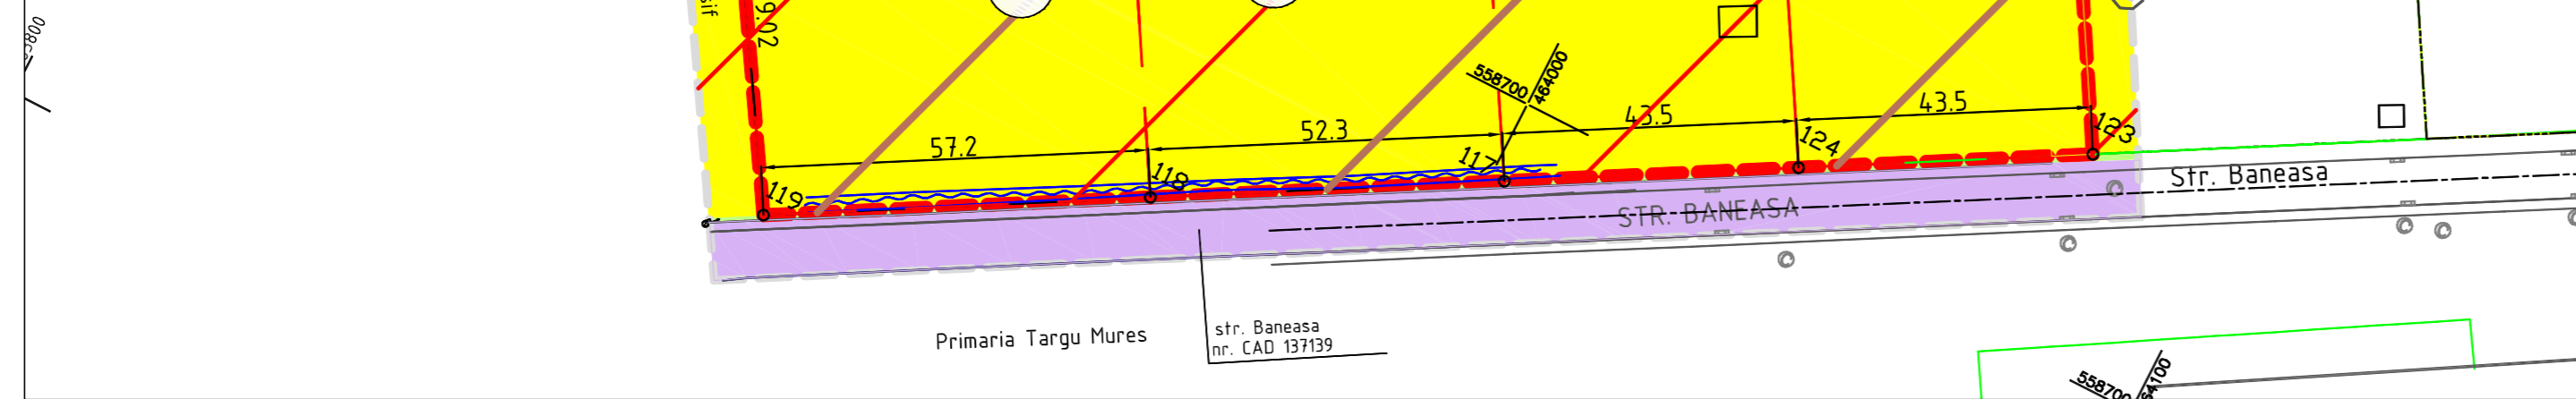 9.02
558700
464000
43.5
43.5
52.3
57.2
123
124
117
118
119
Str. Baneasa
STR. BANEASA
str. Baneasa
nr. CAD 137139
Primaria Targu Mures